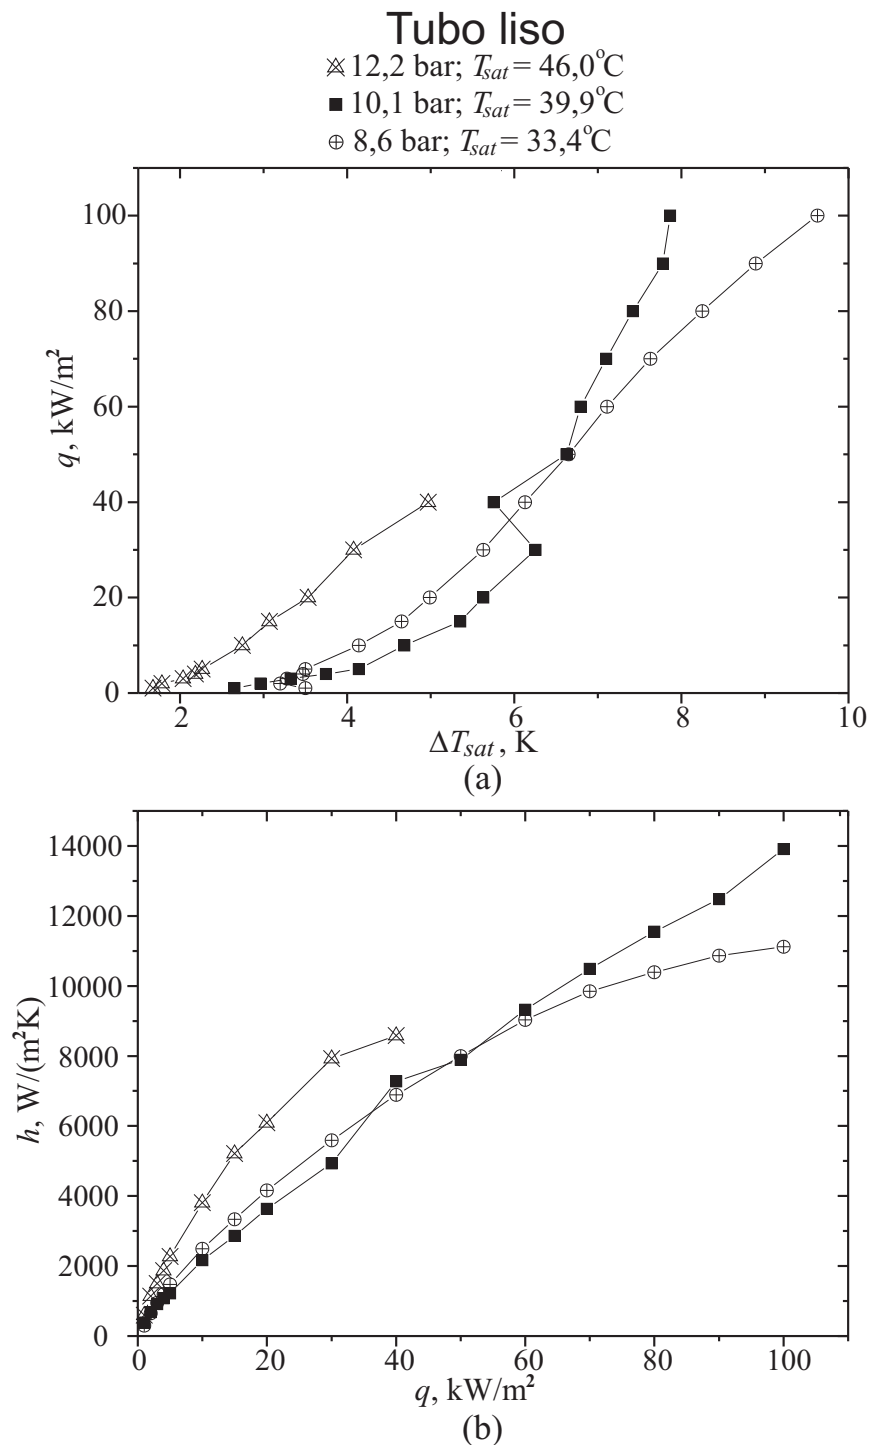 Tubo liso
12,2 bar; Tsat = 46,0°C
10,1 bar; Tsat = 39,9°C
8,6 bar; Tsat = 33,4°C
100
80
60
40
20
0
q, kW/m²
2 4 6 8 10
ΔTsat, K
(a)
14000
12000
10000
8000
6000
4000
2000
0
h, W/(m²K)
0 20 40 60 80 100
q, kW/m²
(b)